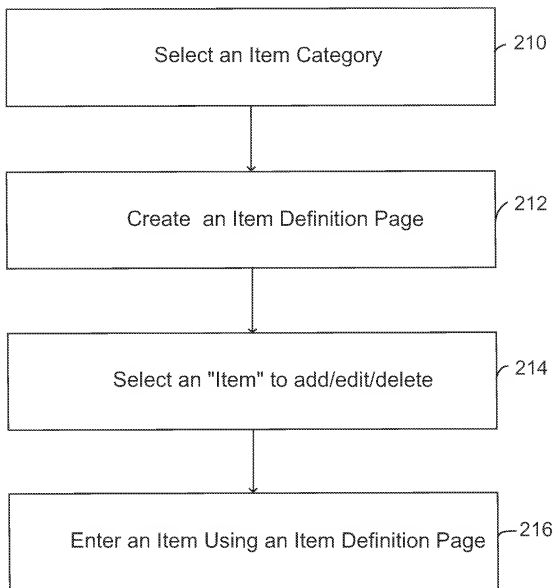 Select an Item Category
210
Create an Item Definition Page
212
Select an "Item" to add/edit/delete
214
Enter an Item Using an Item Definition Page
216